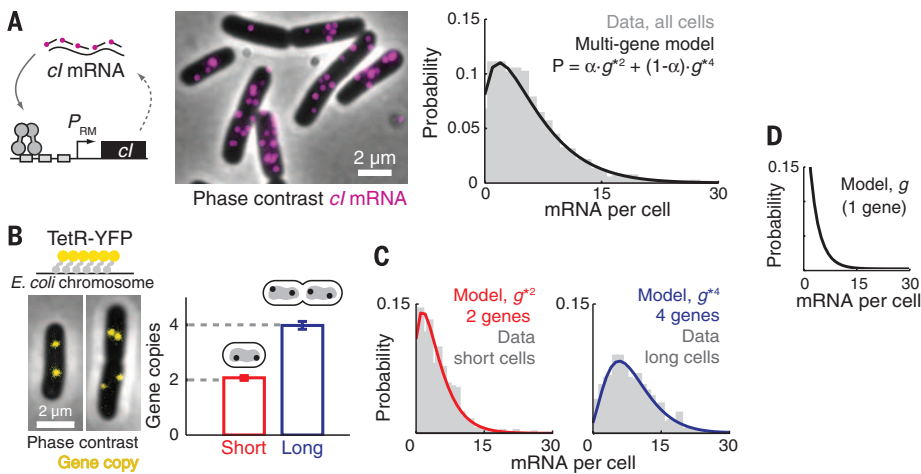 A
cI mRNA
P_RM
cI
2 µm
Phase contrast cI mRNA
Probability
0.15
0.1
0.05
0
0
15
30
mRNA per cell
Data, all cells
Multi-gene model
P = α·g*2 + (1-α)·g*4
B
TetR-YFP
E. coli chromosome
2 µm
Phase contrast
Gene copy
Gene copies
4
2
0
Short
Long
C
Probability
0.15
0
15
30
Model, g*2
2 genes
Data
short cells
0.15
0
15
30
Model, g*4
4 genes
Data
long cells
mRNA per cell
D
Probability
0.15
0
0
15
30
Model, g
(1 gene)
mRNA per cell